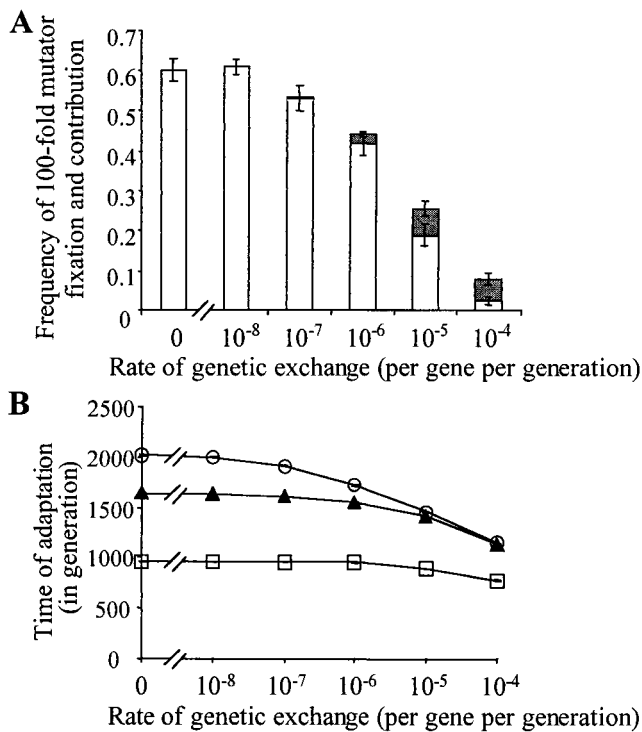 A
Frequency of 100-fold mutator
fixation and contribution
0.7
0.6
0.5
0.4
0.3
0.2
0.1
0
0 10⁻⁸ 10⁻⁷ 10⁻⁶ 10⁻⁵ 10⁻⁴
Rate of genetic exchange (per gene per generation)
B
Time of adaptation
(in generation)
2500
2000
1500
1000
500
0
0 10⁻⁸ 10⁻⁷ 10⁻⁶ 10⁻⁵ 10⁻⁴
Rate of genetic exchange (per gene per generation)